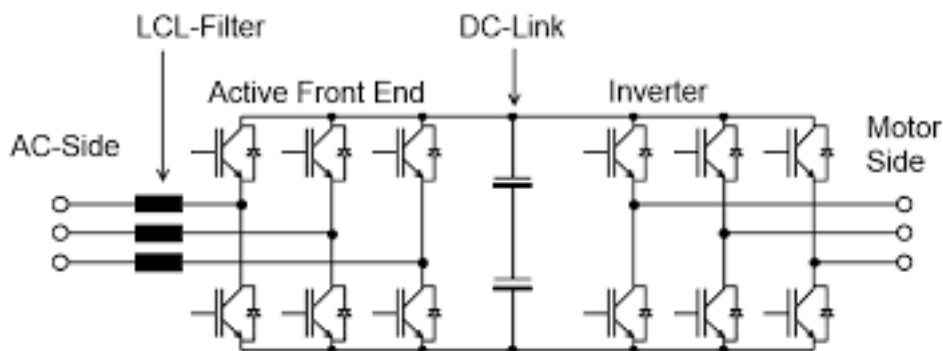 LCL-Filter
DC-Link
Active Front End
Inverter
AC-Side
Motor
Side